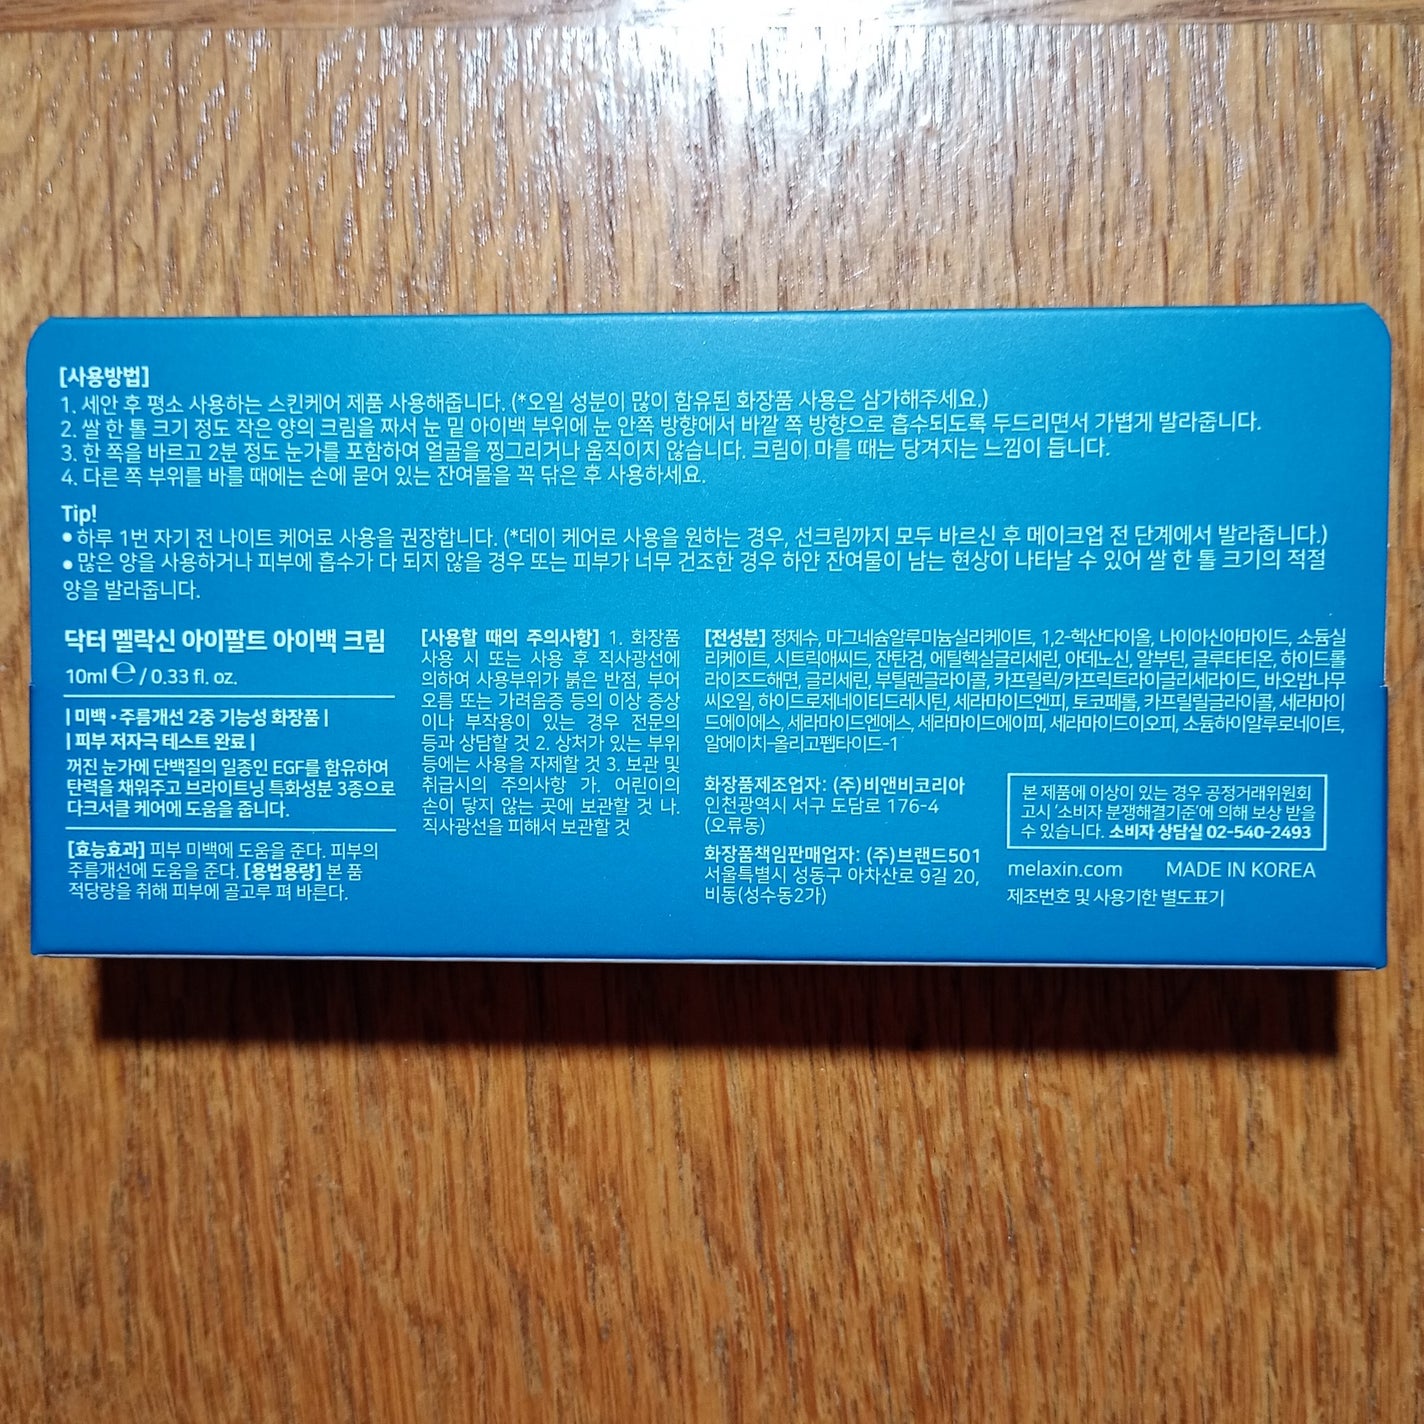 [사용방법]
1. 세안 후 평소 사용하는 스킨케어 제품 사용해줍니다. (*오일 성분이 많이 함유된 화장품 사용은 삼가해주세요.)
2. 쌀 한 톨 크기 정도 작은 양의 크림을 짜서 눈 밑 아이백 부위에 눈 안쪽 방향에서 바깥 쪽 방향으로 흡수되도록 두드리면서 가볍게 발라줍니다.
3. 한 쪽을 바르고 2분 정도 눈가를 포함하여 얼굴을 찡그리거나 움직이지 않습니다. 크림이 마를 때는 당겨지는 느낌이 듭니다.
4. 다른 쪽 부위를 바를 때에는 손에 묻어 있는 잔여물을 꼭 닦은 후 사용하세요.
Tip!
● 하루 1번 자기 전 나이트 케어로 사용을 권장합니다. (*데이 케어로 사용을 원하는 경우, 선크림까지 모두 바르신 후 메이크업 전 단계에서 발라줍니다.)
● 많은 양을 사용하거나 피부에 흡수가 다 되지 않을 경우 또는 피부가 너무 건조한 경우 하얀 잔여물이 남는 현상이 나타날 수 있어 쌀 한 톨 크기의 적절
양을 발라줍니다.
닥터 멜락신 아이팔트 아이백 크림
10ml ℮ / 0.33 fl. oz.
| 미백 • 주름개선 2중 기능성 화장품 |
| 피부 저자극 테스트 완료 |
꺼진 눈가에 단백질의 일종인 EGF를 함유하여
탄력을 채워주고 브라이트닝 특화성분 3종으로
다크서클 케어에 도움을 줍니다.
[효능효과] 피부 미백에 도움을 준다. 피부의
주름개선에 도움을 준다. [용법용량] 본 품
적당량을 취해 피부에 골고루 펴 바른다.
[사용할 때의 주의사항] 1. 화장품
사용 시 또는 사용 후 직사광선에
의하여 사용부위가 붉은 반점, 부어
오름 또는 가려움증 등의 이상 증상
이나 부작용이 있는 경우 전문의
등과 상담할 것 2. 상처가 있는 부위
등에는 사용을 자제할 것 3. 보관 및
취급시의 주의사항 가. 어린이의
손이 닿지 않는 곳에 보관할 것 나.
직사광선을 피해서 보관할 것
[전성분] 정제수, 마그네슘알루미늄실리케이트, 1,2-헥산다이올, 나이아신아마이드, 소듐실
리케이트, 시트릭애씨드, 잔탄검, 에틸헥실글리세린, 아데노신, 알부틴, 글루타티온, 하이드롤
라이즈드해면, 글리세린, 부틸렌글라이콜, 카프릴릭/카프릭트라이글리세라이드, 바오밥나무
씨오일, 하이드로제네이티드레시틴, 세라마이드엔피, 토코페롤, 카프릴릴글라이콜, 세라마이
드에이에스, 세라마이드엔에스, 세라마이드에이피, 세라마이드이오피, 소듐하이알루로네이트,
알에이치-올리고펩타이드-1
화장품제조업자: (주)비앤비코리아
인천광역시 서구 도담로 176-4
(오류동)
화장품책임판매업자: (주)브랜드501
서울특별시 성동구 아차산로 9길 20,
비동(성수동2가)
본 제품에 이상이 있는 경우 공정거래위원회
고시 '소비자 분쟁해결기준'에 의해 보상 받을
수 있습니다. 소비자 상담실 02-540-2493
melaxin.com MADE IN KOREA
제조번호 및 사용기한 별도표기